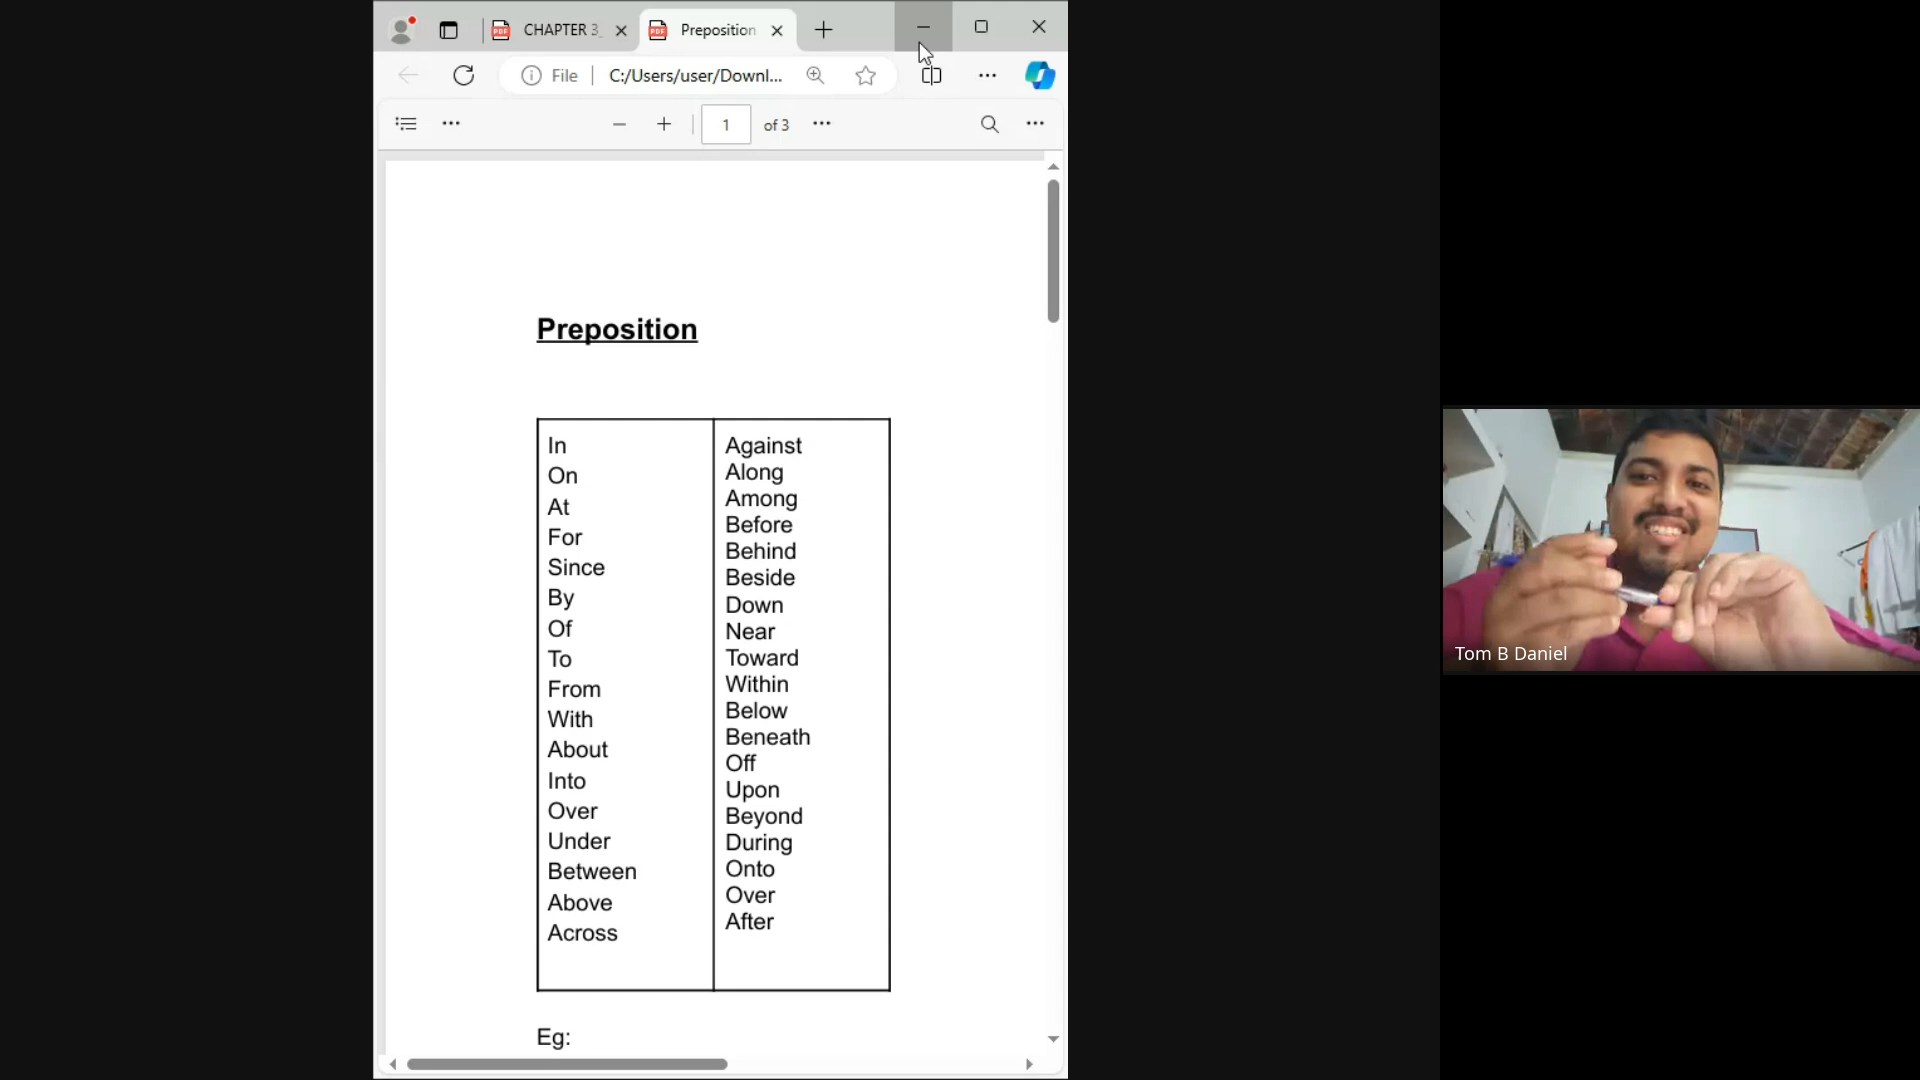 CHAPTER 3
Preposition
File
C:/Users/user/Downl...
1 of 3
Preposition
In
On
At
For
Since
By
Of
To
From
With
About
Into
Over
Under
Between
Above
Across
Against
Along
Among
Before
Behind
Beside
Down
Near
Toward
Within
Below
Beneath
Off
Upon
Beyond
During
Onto
Over
After
Eg:
Tom B Daniel